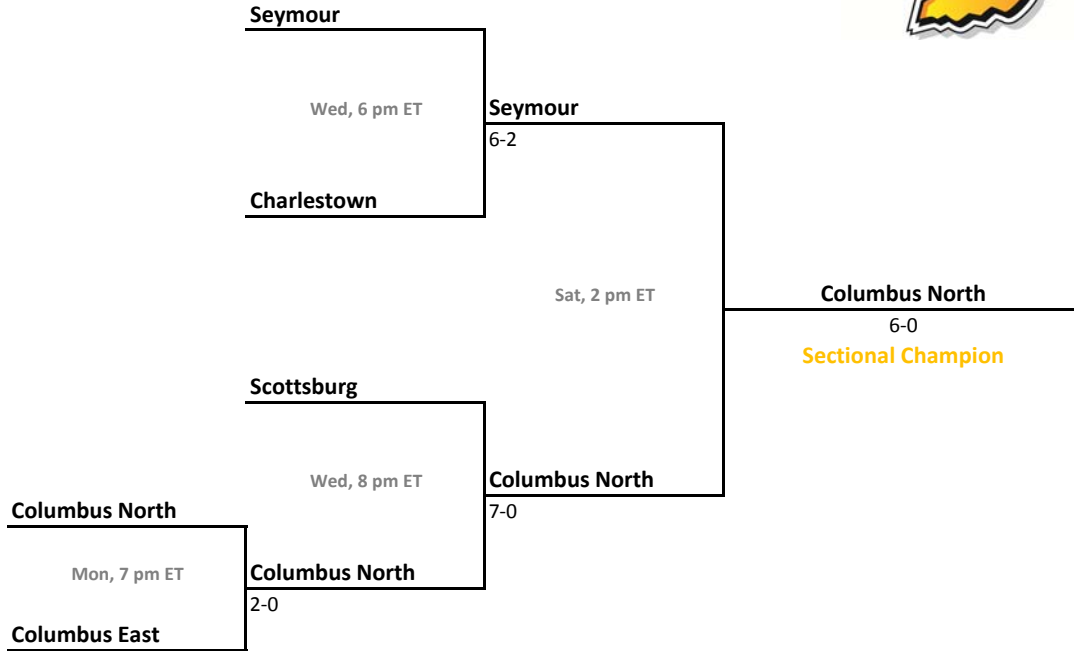 Seymour
Wed, 6 pm ET
Seymour
6-2
Charlestown
Sat, 2 pm ET
Columbus North
6-0
Sectional Champion
Scottsburg
Wed, 8 pm ET
Columbus North
7-0
Columbus North
Mon, 7 pm ET
Columbus North
2-0
Columbus East